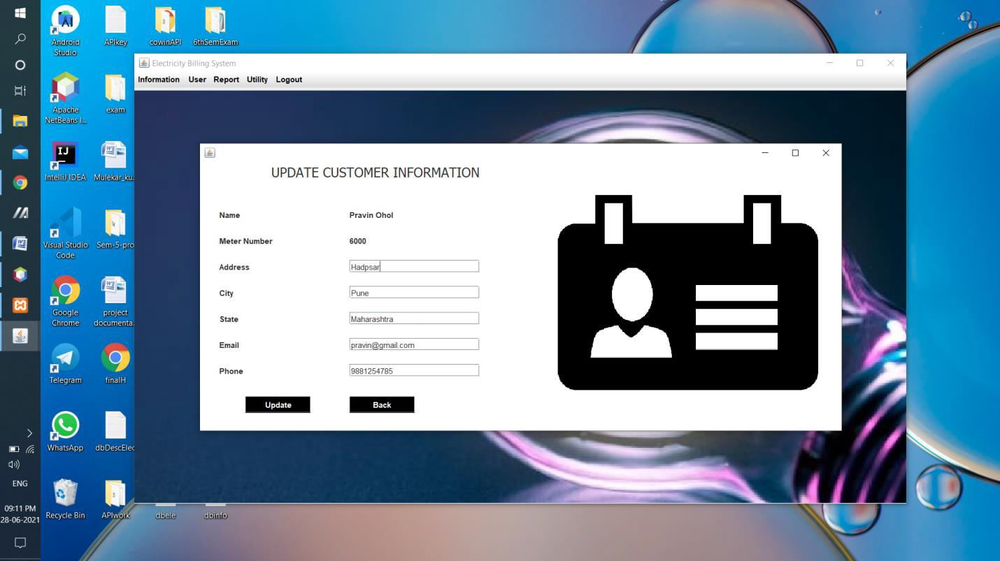 Android
Studio
APIkey
cowinAPI
6thSemExam
Apache
NetBeans I...
exam
IJ
IntelliJ IDEA
Mulekar_ku.
Visual Studio
Code
Sem-5-pro
Google
Chrome
project
documenta.
Telegram
finalH
WhatsApp
dbDescElec
Recycle Bin
APIwork
dbele
dbinfo
Electricity Billing System
Information User Report Utility Logout
UPDATE CUSTOMER INFORMATION
Name Pravin Ohol
Meter Number 6000
Address Hadpsar
City Pune
State Maharashtra
Email pravin@gmail.com
Phone 9881254785
Update Back
ENG
09:11 PM
28-06-2021